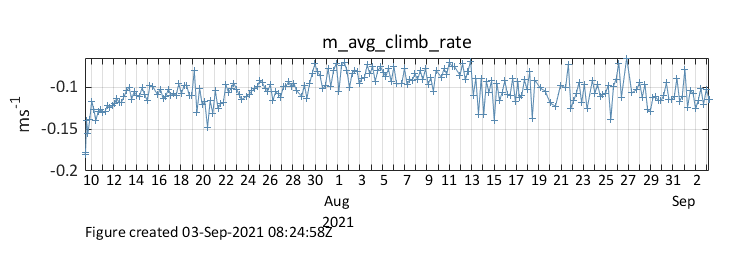 m_avg_climb_rate
-0.1
-0.15
-0.2
ms-1
10 12 14 16 18 20 22 24 26 28 30 1 3 5 7 9 11 13 15 17 19 21 23 25 27 29 31 2
Aug Sep
2021
Figure created 03-Sep-2021 08:24:58Z